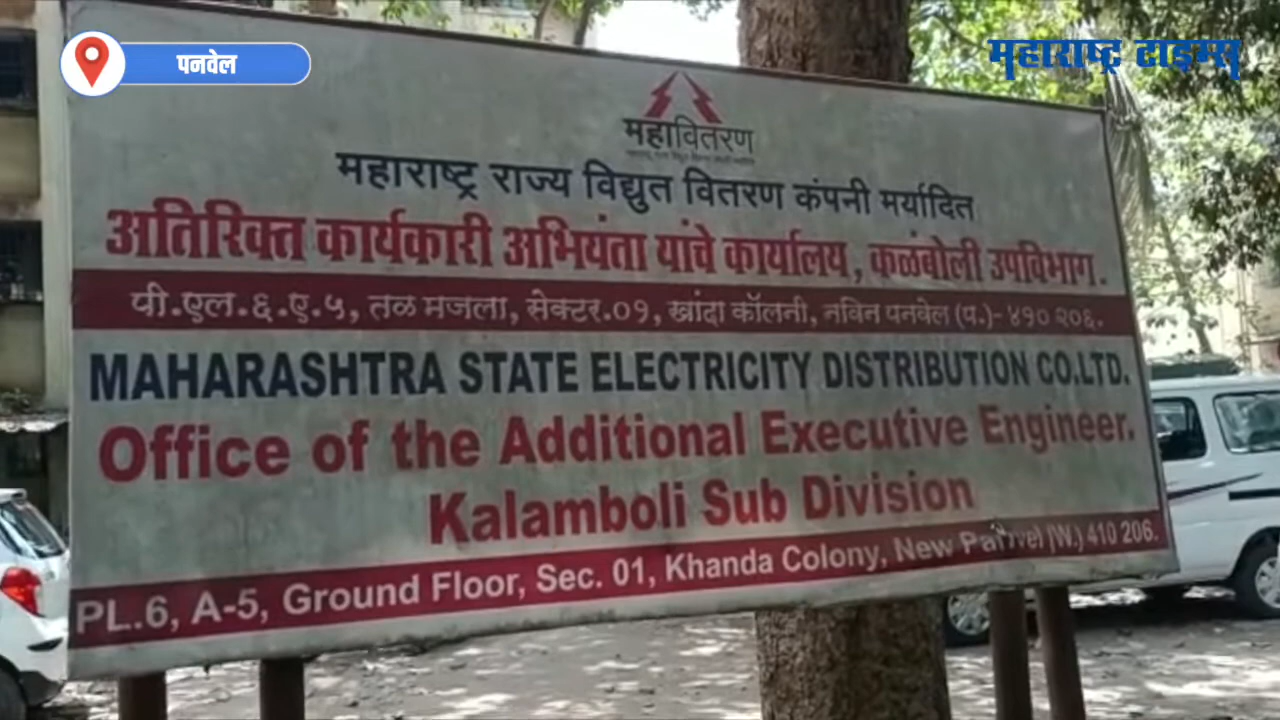 पनवेल
महाराष्ट्र टाइम्स
महावितरण
महाराष्ट्र राज्य विद्युत वितरण कंपनी मर्यादित
अतिरिक्त कार्यकारी अभियंता यांचे कार्यालय, कळंबोली उपविभाग.
पी.एल.६.ए.५, तळ मजला, सेक्टर.०१, खांदा कॉलनी, नविन पनवेल (प.)- ४१० २०६.
MAHARASHTRA STATE ELECTRICITY DISTRIBUTION CO.LTD.
Office of the Additional Executive Engineer.
Kalamboli Sub Division
PL.6, A-5, Ground Floor, Sec. 01, Khanda Colony, New Panvel (W.) 410 206.